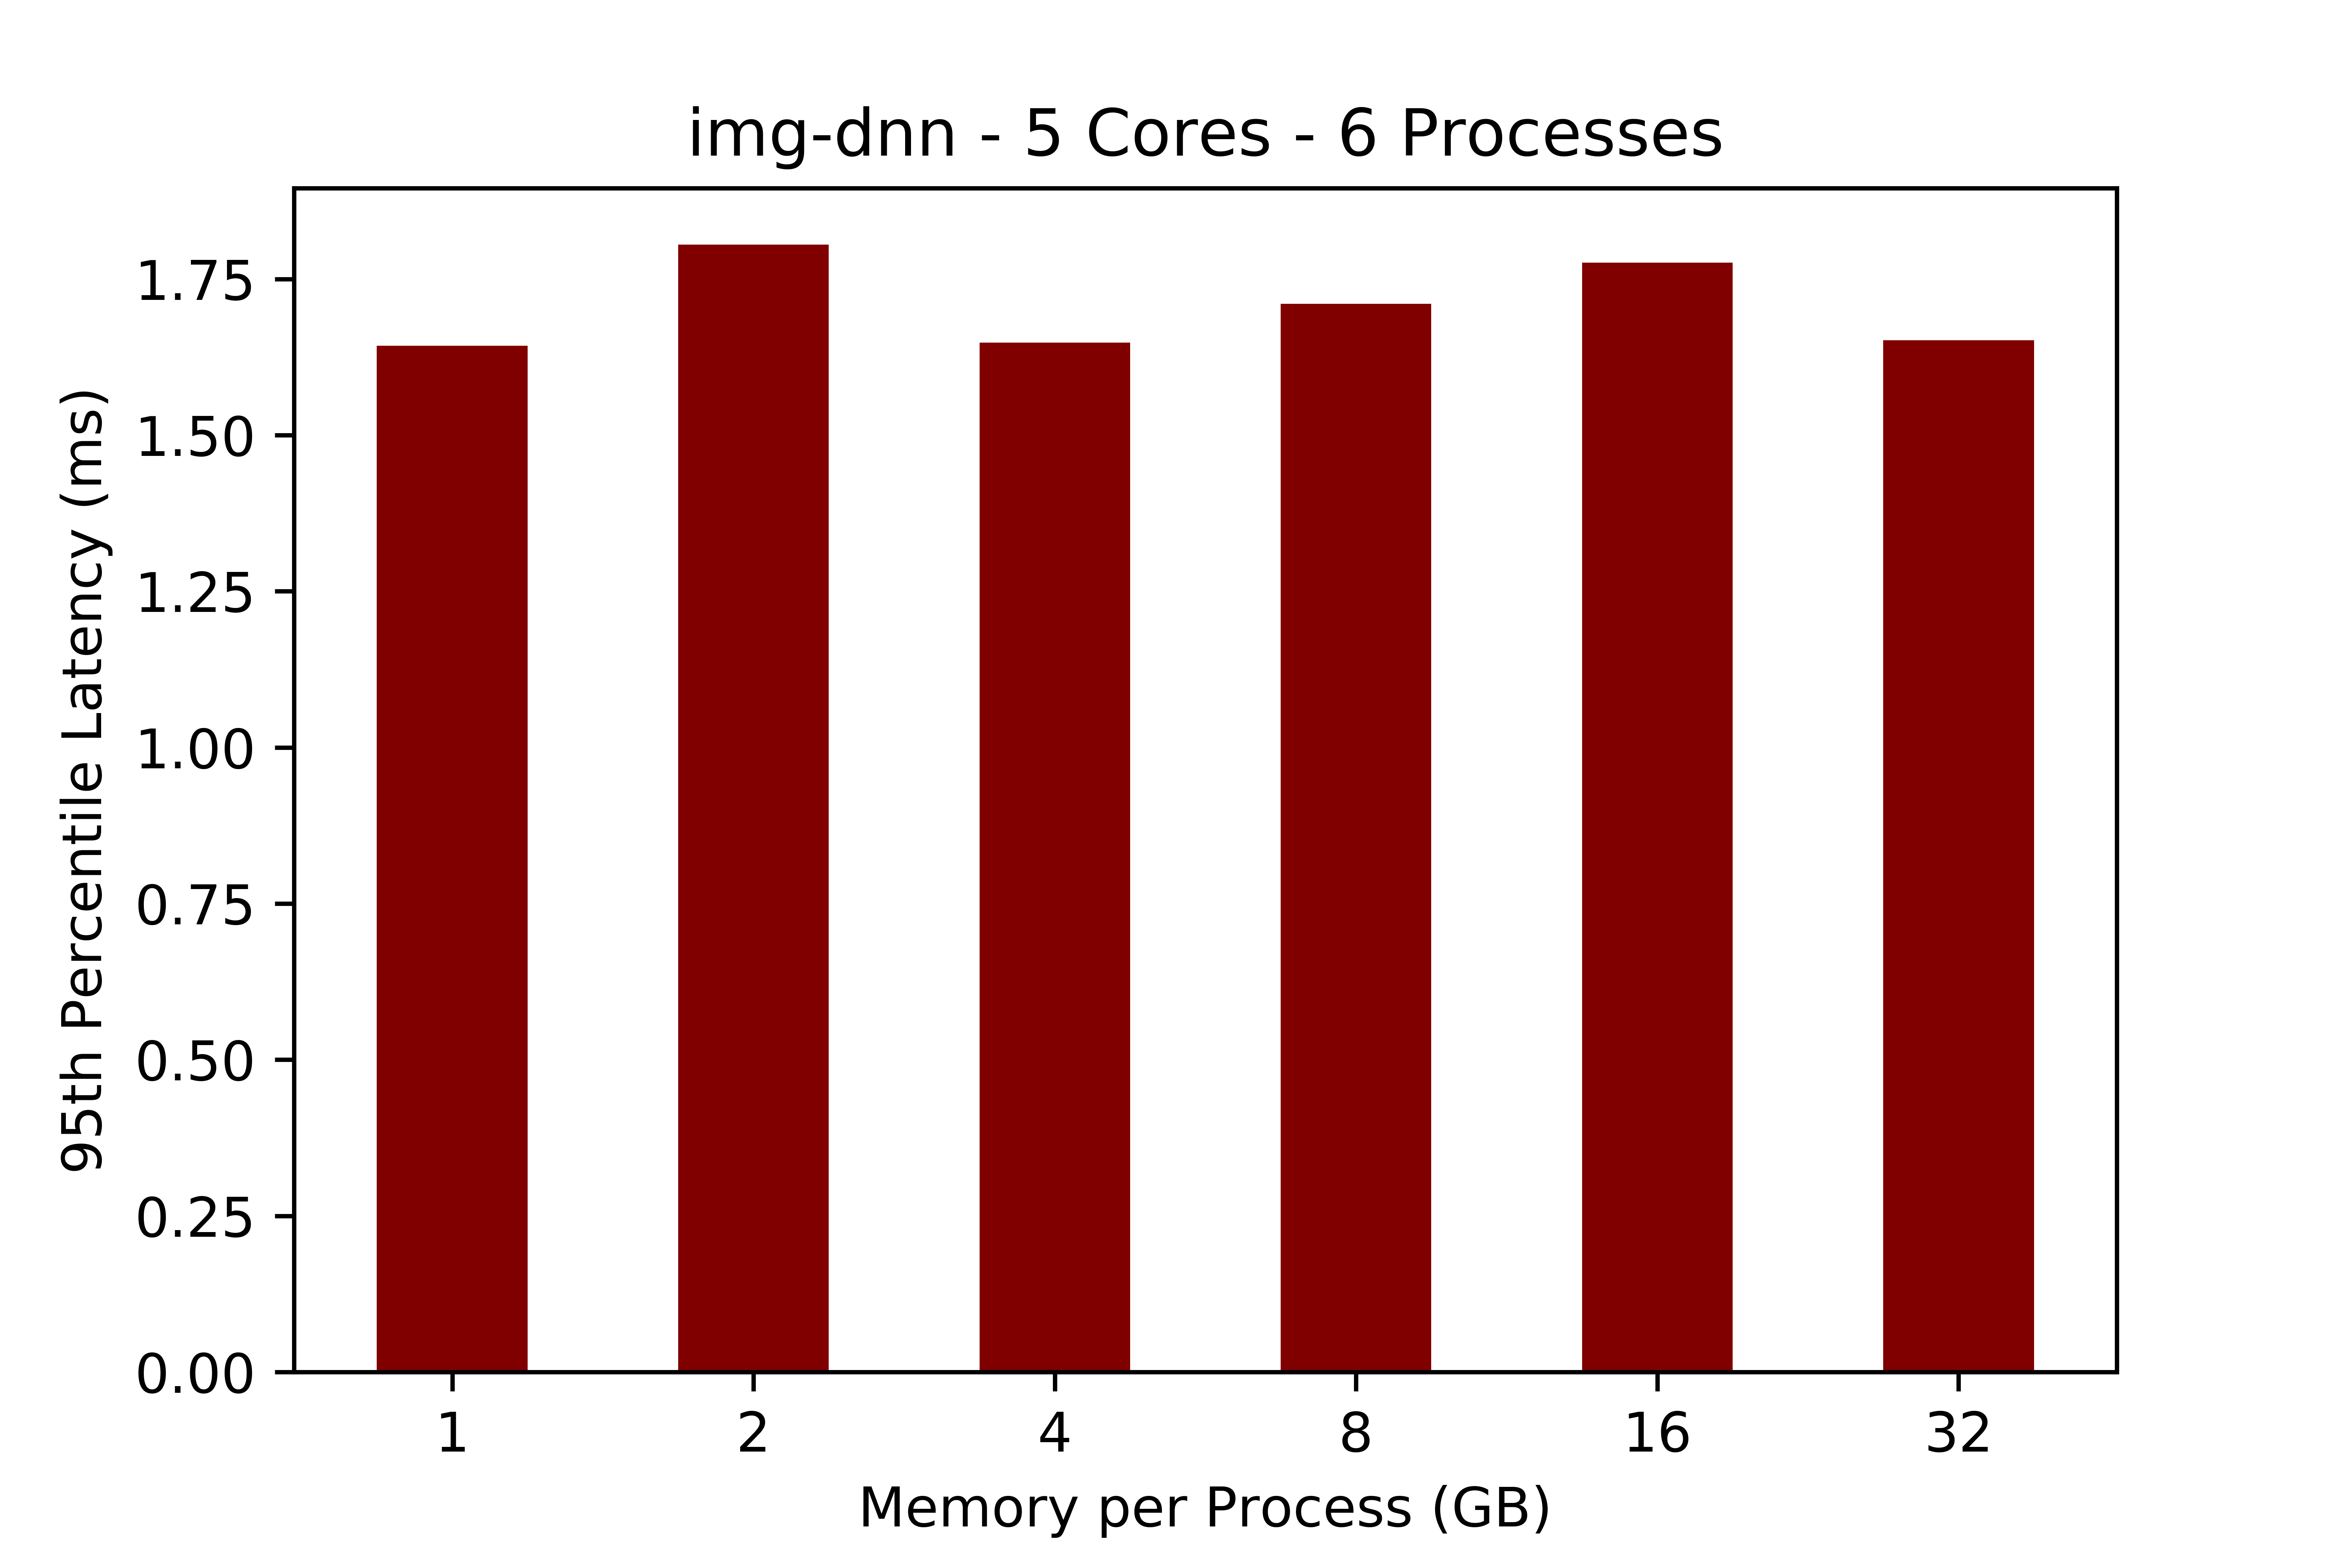 img-dnn - 5 Cores - 6 Processes
95th Percentile Latency (ms)
1.75
1.50
1.25
1.00
0.75
0.50
0.25
0.00
1 2 4 8 16 32
Memory per Process (GB)